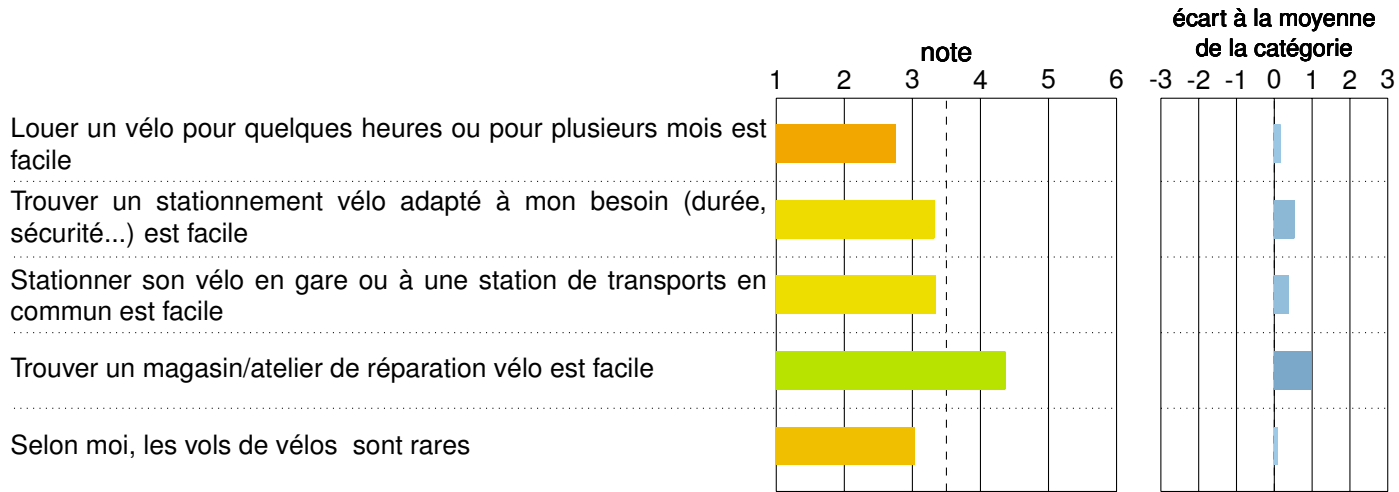 écart à la moyenne
de la catégorie
note
1 2 3 4 5 6
-3 -2 -1 0 1 2 3
Louer un vélo pour quelques heures ou pour plusieurs mois est
facile
Trouver un stationnement vélo adapté à mon besoin (durée,
sécurité...) est facile
Stationner son vélo en gare ou à une station de transports en
commun est facile
Trouver un magasin/atelier de réparation vélo est facile
Selon moi, les vols de vélos sont rares